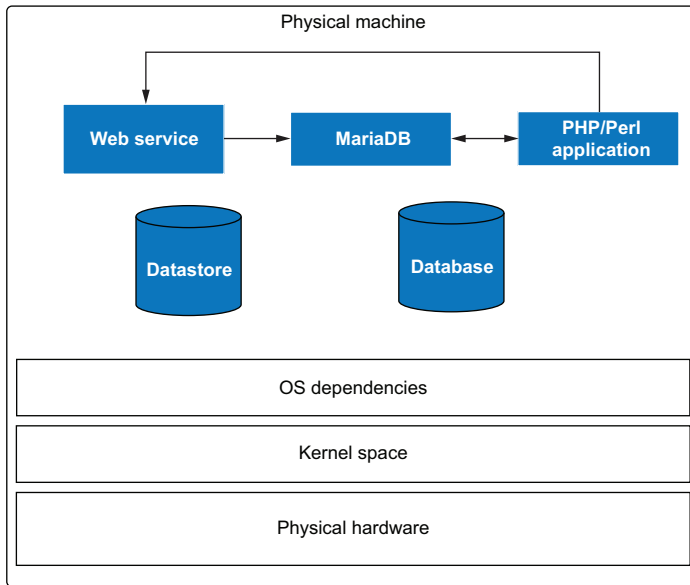 Physical machine
Web service
MariaDB
PHP/Perl
application
Datastore
Database
OS dependencies
Kernel space
Physical hardware